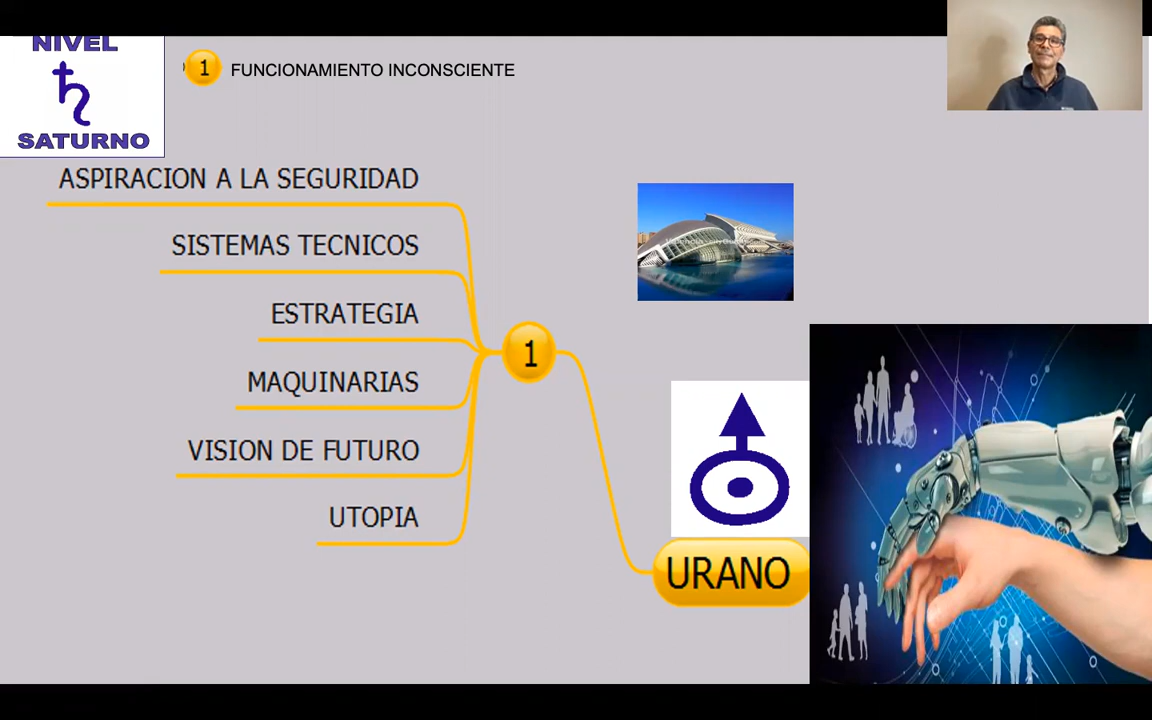 NIVEL
SATURNO
1 FUNCIONAMIENTO INCONSCIENTE
ASPIRACION A LA SEGURIDAD
SISTEMAS TECNICOS
ESTRATEGIA
MAQUINARIAS
VISION DE FUTURO
UTOPIA
1
URANO